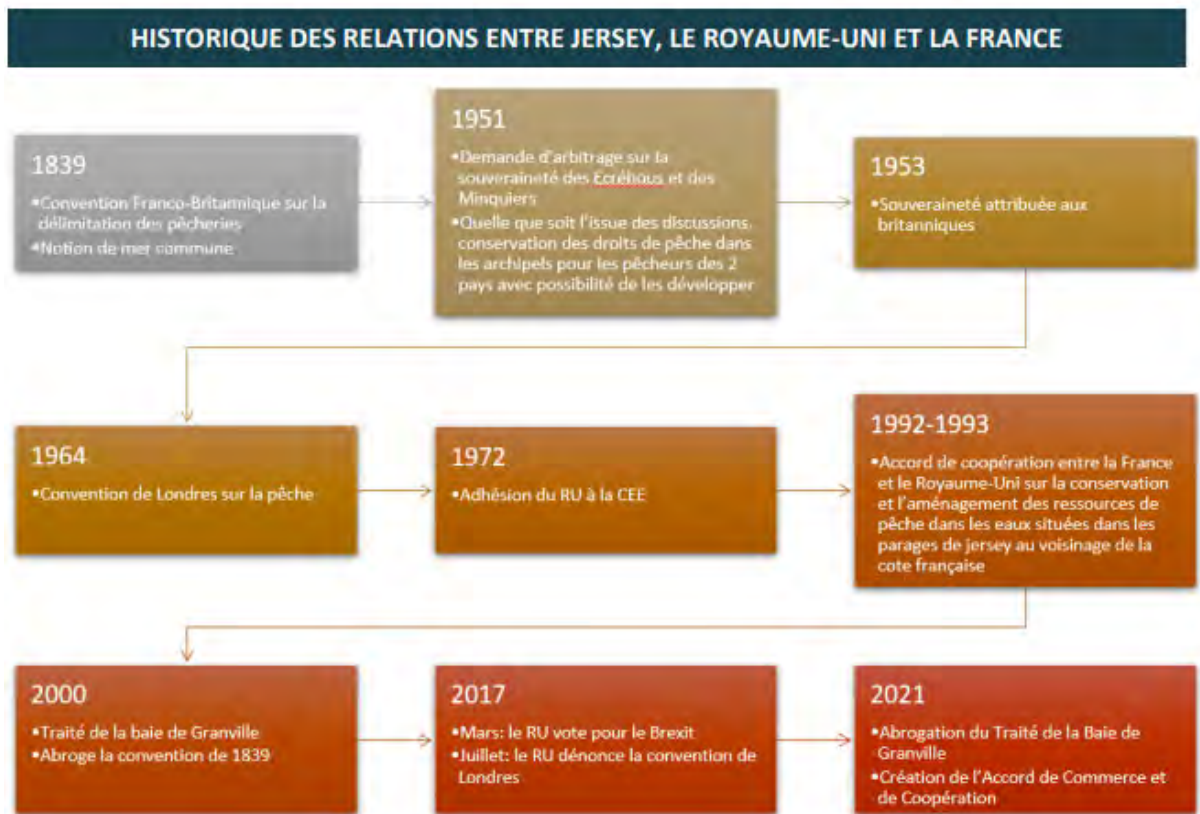 HISTORIQUE DES RELATIONS ENTRE JERSEY, LE ROYAUME-UNI ET LA FRANCE
1839
•Convention Franco-Britannique sur la
délimitation des pêcheries
•Notion de mer commune
1951
•Demande d'arbitrage sur la
souveraineté des Ecréhous et des
Minquiers
•Quelle que soit l'issue des discussions,
conservation des droits de pêche dans
les archipels pour les pêcheurs des 2
pays avec possibilité de les développer
1953
•Souveraineté attribuée aux
britanniques
1964
•Convention de Londres sur la pêche
1972
•Adhésion du RU à la CEE
1992-1993
•Accord de coopération entre la France
et le Royaume-Uni sur la conservation
et l'aménagement des ressources de
pêche dans les eaux situées dans les
parages de jersey au voisinage de la
cote française
2000
•Traité de la baie de Granville
•Abroge la convention de 1839
2017
•Mars: le RU vote pour le Brexit
•Juillet: le RU dénonce la convention de
Londres
2021
•Abrogation du Traité de la Baie de
Granville
•Création de l'Accord de Commerce et
de Coopération